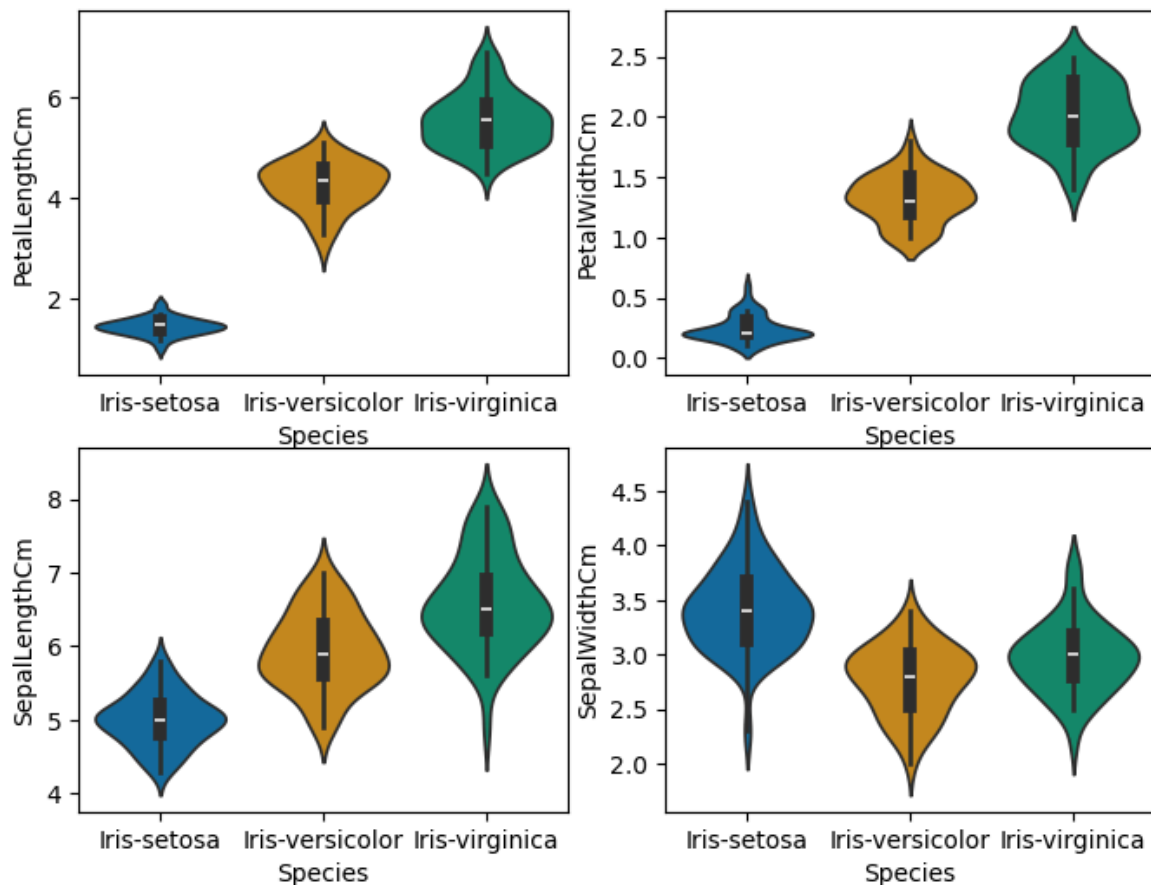 PetalLengthCm
6
4
2
Iris-setosa Iris-versicolor Iris-virginica
Species
PetalWidthCm
2.5
2.0
1.5
1.0
0.5
0.0
Iris-setosa Iris-versicolor Iris-virginica
Species
SepalLengthCm
8
7
6
5
4
Iris-setosa Iris-versicolor Iris-virginica
Species
SepalWidthCm
4.5
4.0
3.5
3.0
2.5
2.0
Iris-setosa Iris-versicolor Iris-virginica
Species